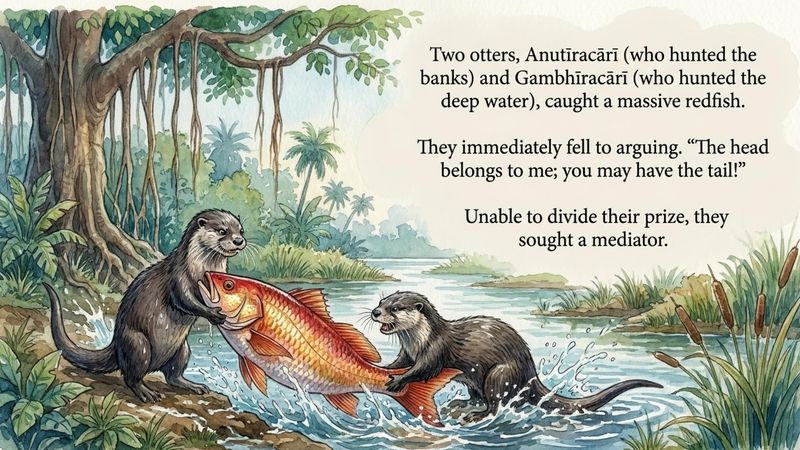 Two otters, Anutīracārī (who hunted the
banks) and Gambhīracārī (who hunted the
deep water), caught a massive redfish.
They immediately fell to arguing. “The head
belongs to me; you may have the tail!”
Unable to divide their prize, they
sought a mediator.